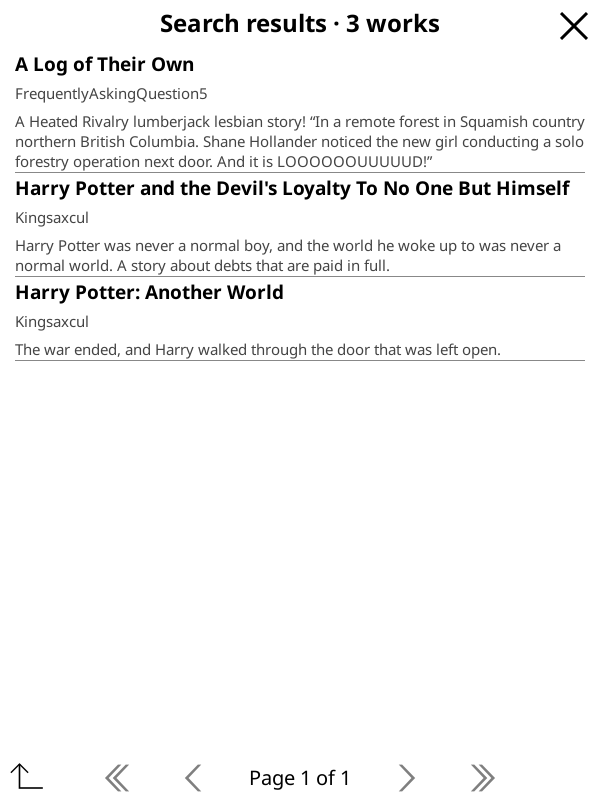 Search results · 3 works
A Log of Their Own
FrequentlyAskingQuestion5
A Heated Rivalry lumberjack lesbian story! “In a remote forest in Squamish country
northern British Columbia. Shane Hollander noticed the new girl conducting a solo
forestry operation next door. And it is LOOOOOOUUUUUD!”
Harry Potter and the Devil's Loyalty To No One But Himself
Kingsaxcul
Harry Potter was never a normal boy, and the world he woke up to was never a
normal world. A story about debts that are paid in full.
Harry Potter: Another World
Kingsaxcul
The war ended, and Harry walked through the door that was left open.
Page 1 of 1